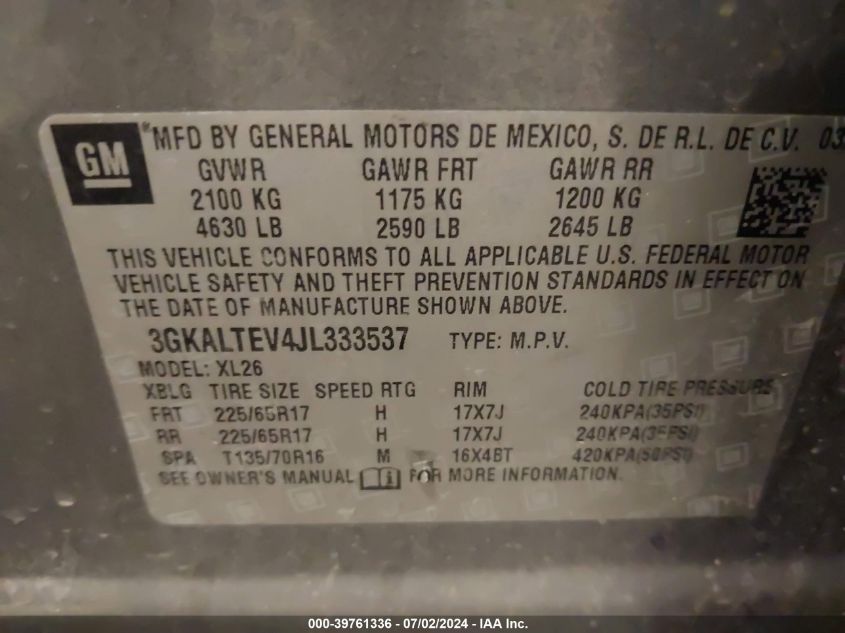 GM
*MFD BY GENERAL MOTORS DE MEXICO, S. DE R.L. DE C.V. 03
GVWR GAWR FRT GAWR RR
2100 KG 1175 KG 1200 KG
4630 LB 2590 LB 2645 LB
THIS VEHICLE CONFORMS TO ALL APPLICABLE U.S. FEDERAL MOTOR
VEHICLE SAFETY AND THEFT PREVENTION STANDARDS IN EFFECT ON
THE DATE OF MANUFACTURE SHOWN ABOVE.
3GKALTEV4JL333537 TYPE: M.P.V.
MODEL: XL26
XBLG TIRE SIZE SPEED RTG RIM COLD TIRE PRESSURE
FRT 225/65R17 H 17X7J 240KPA(35PSI)
RR 225/65R17 H 17X7J 240KPA(35PSI)
SPA T135/70R16 M 16X4BT 420KPA(60PSI)
SEE OWNER'S MANUAL FOR MORE INFORMATION.
000-39761336 - 07/02/2024 - IAA Inc.